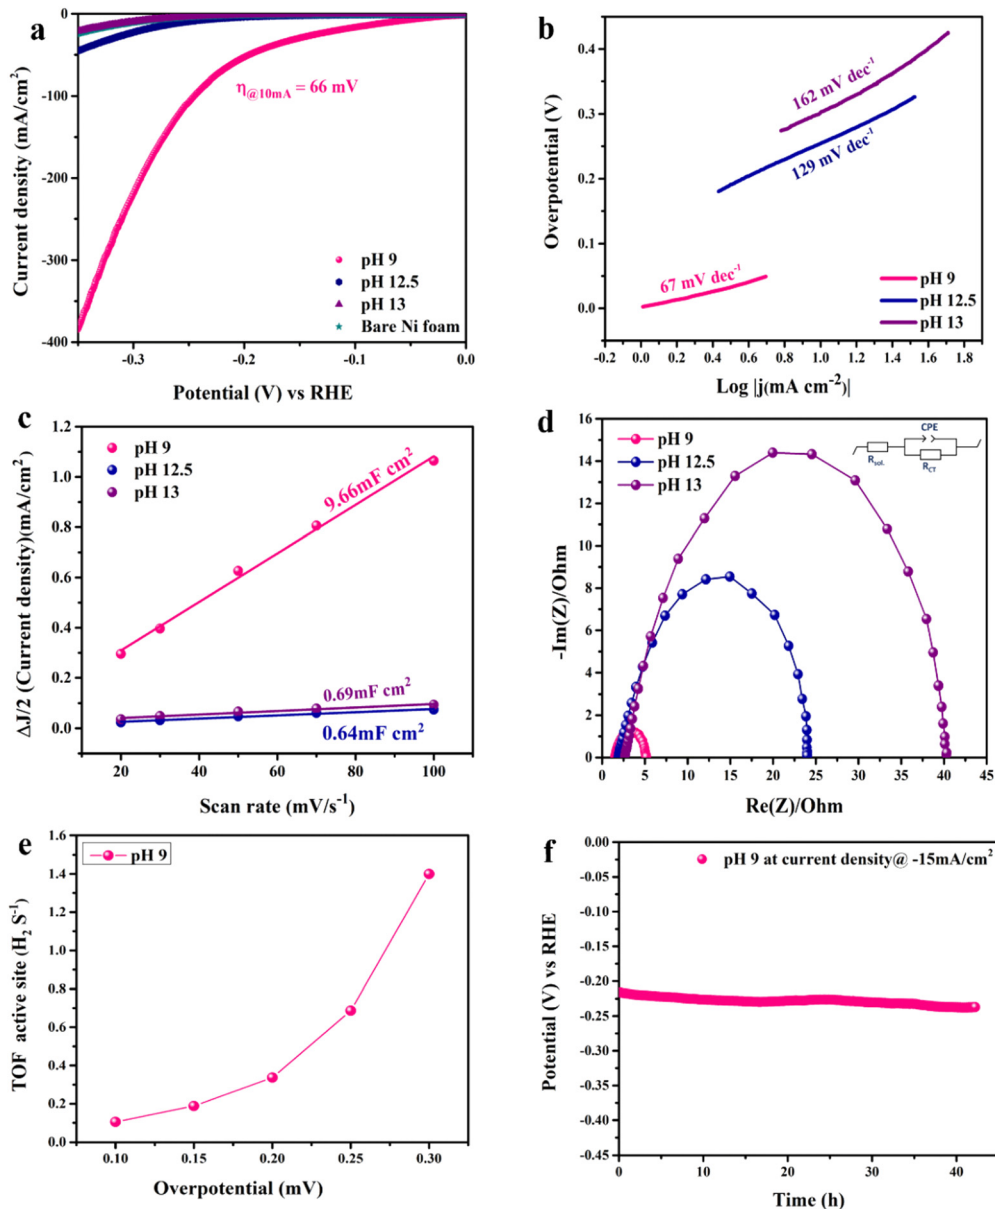 a
η@10mA = 66 mV
pH 9
pH 12.5
pH 13
Bare Ni foam
0
-100
-200
-300
-400
-0.3 -0.2 -0.1 0.0
Current density (mA/cm²)
Potential (V) vs RHE
b
162 mV dec⁻¹
129 mV dec⁻¹
67 mV dec⁻¹
pH 9
pH 12.5
pH 13
0.4
0.3
0.2
0.1
0.0
-0.2 0.0 0.2 0.4 0.6 0.8 1.0 1.2 1.4 1.6 1.8
Overpotential (V)
Log |j(mA cm⁻²)|
c
pH 9
pH 12.5
pH 13
9.66mF cm²
0.69mF cm²
0.64mF cm²
1.2
1.0
0.8
0.6
0.4
0.2
0.0
20 40 60 80 100
ΔJ/2 (Current density)(mA/cm²)
Scan rate (mV/s⁻¹)
d
pH 9
pH 12.5
pH 13
CPE
Rsol.
RCT
16
14
12
10
8
6
4
2
0
0 5 10 15 20 25 30 35 40 45
-Im(Z)/Ohm
Re(Z)/Ohm
e
pH 9
1.6
1.4
1.2
1.0
0.8
0.6
0.4
0.2
0.0
0.10 0.15 0.20 0.25 0.30
TOF active site (H₂ S⁻¹)
Overpotential (mV)
f
pH 9 at current density@ -15mA/cm²
0.00
-0.05
-0.10
-0.15
-0.20
-0.25
-0.30
-0.35
-0.40
-0.45
0 10 20 30 40
Potential (V) vs RHE
Time (h)